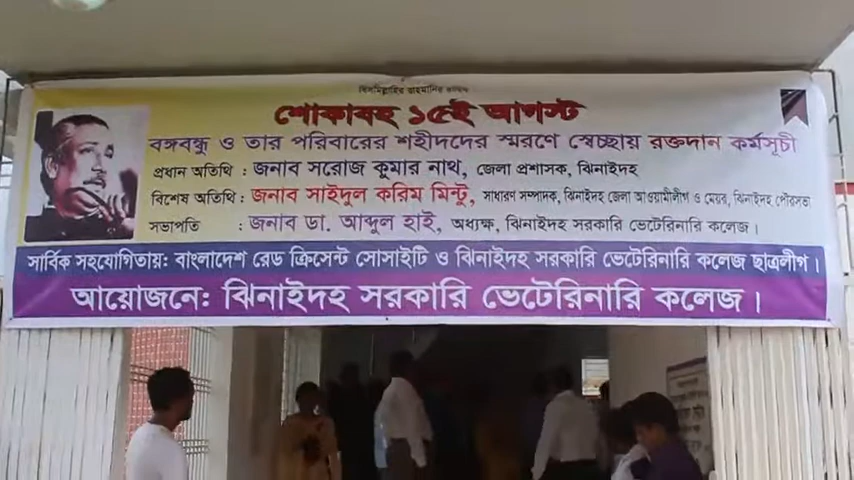 বিসমিল্লাহির রাহমানির রাহিম
শোকাবহ ১৫ই আগস্ট
বঙ্গবন্ধু ও তার পরিবারের শহীদদের স্মরণে স্বেচ্ছায় রক্তদান কর্মসূচী
প্রধান অতিথি : জনাব সরোজ কুমার নাথ, জেলা প্রশাসক, ঝিনাইদহ
বিশেষ অতিথি : জনাব সাইদুল করিম মিন্টু, সাধারণ সম্পাদক, ঝিনাইদহ জেলা আওয়ামীলীগ ও মেয়র, ঝিনাইদহ পৌরসভা
সভাপতি : জনাব ডা. আব্দুল হাই, অধ্যক্ষ, ঝিনাইদহ সরকারি ভেটেরিনারি কলেজ।
সার্বিক সহযোগিতায়: বাংলাদেশ রেড ক্রিসেন্ট সোসাইটি ও ঝিনাইদহ সরকারি ভেটেরিনারি কলেজ ছাত্রলীগ।
আয়োজনে: ঝিনাইদহ সরকারি ভেটেরিনারি কলেজ।